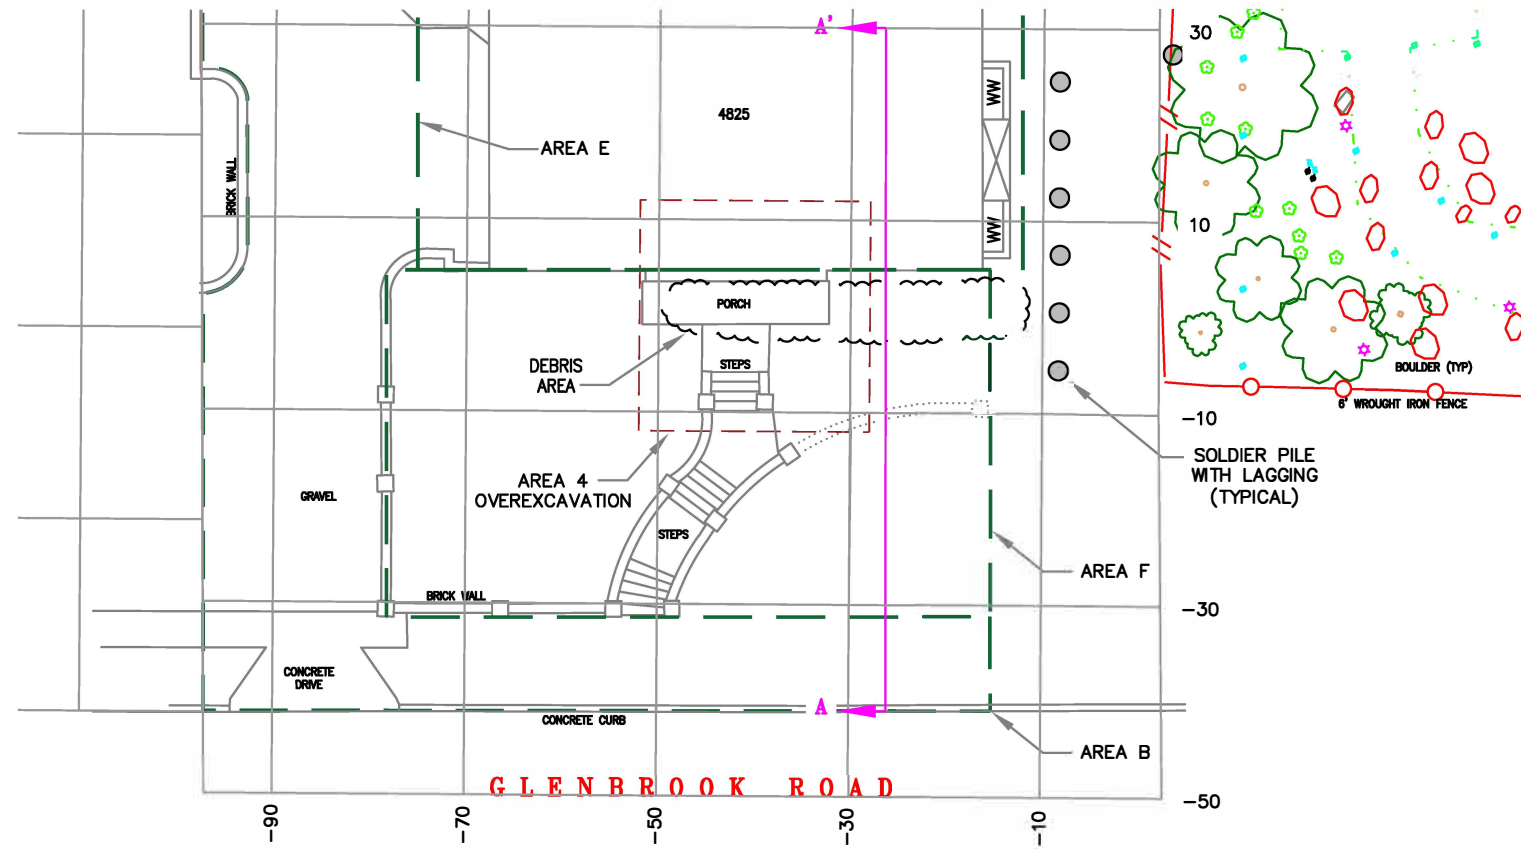 A'
30
WW
4825
AREA E
BRICK WALL
WW
10
PORCH
DEBRIS
AREA
STEPS
BOULDER (TYP)
6' WROUGHT IRON FENCE
-10
SOLDIER PILE
WITH LAGGING
(TYPICAL)
AREA 4
OVEREXCAVATION
GRAVEL
STEPS
AREA F
BRICK WALL
-30
CONCRETE
DRIVE
A
CONCRETE CURB
AREA B
GLENBROOK ROAD
-50
-90
-70
-50
-30
-10